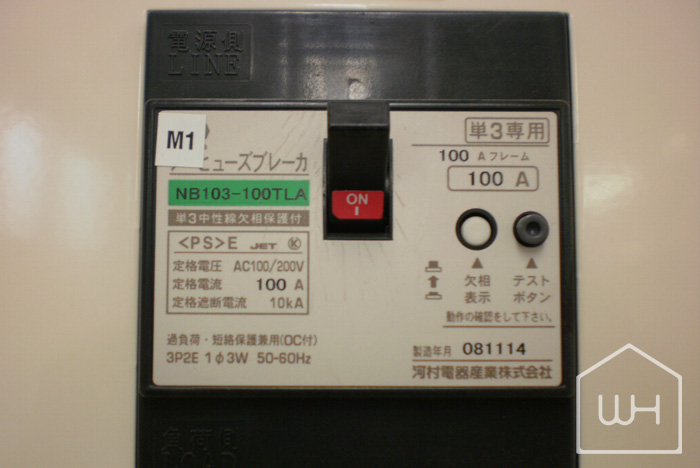 電源側
LINE
M1
ーヒューズブレーカ
NB103-100TLA
単3中性線欠相保護付
<PS>E JET K
定格電圧 AC100/200V
定格電流 100 A
定格遮断電流 10kA
過負荷・短絡保護兼用(OC付)
3P2E 1φ3W 50-60Hz
ON
I
単3専用
100 Aフレーム
100 A
欠相
表示
テスト
ボタン
動作の確認をして下さい。
製造年月 081114
河村電器産業株式会社
負荷側
LOAD
WH